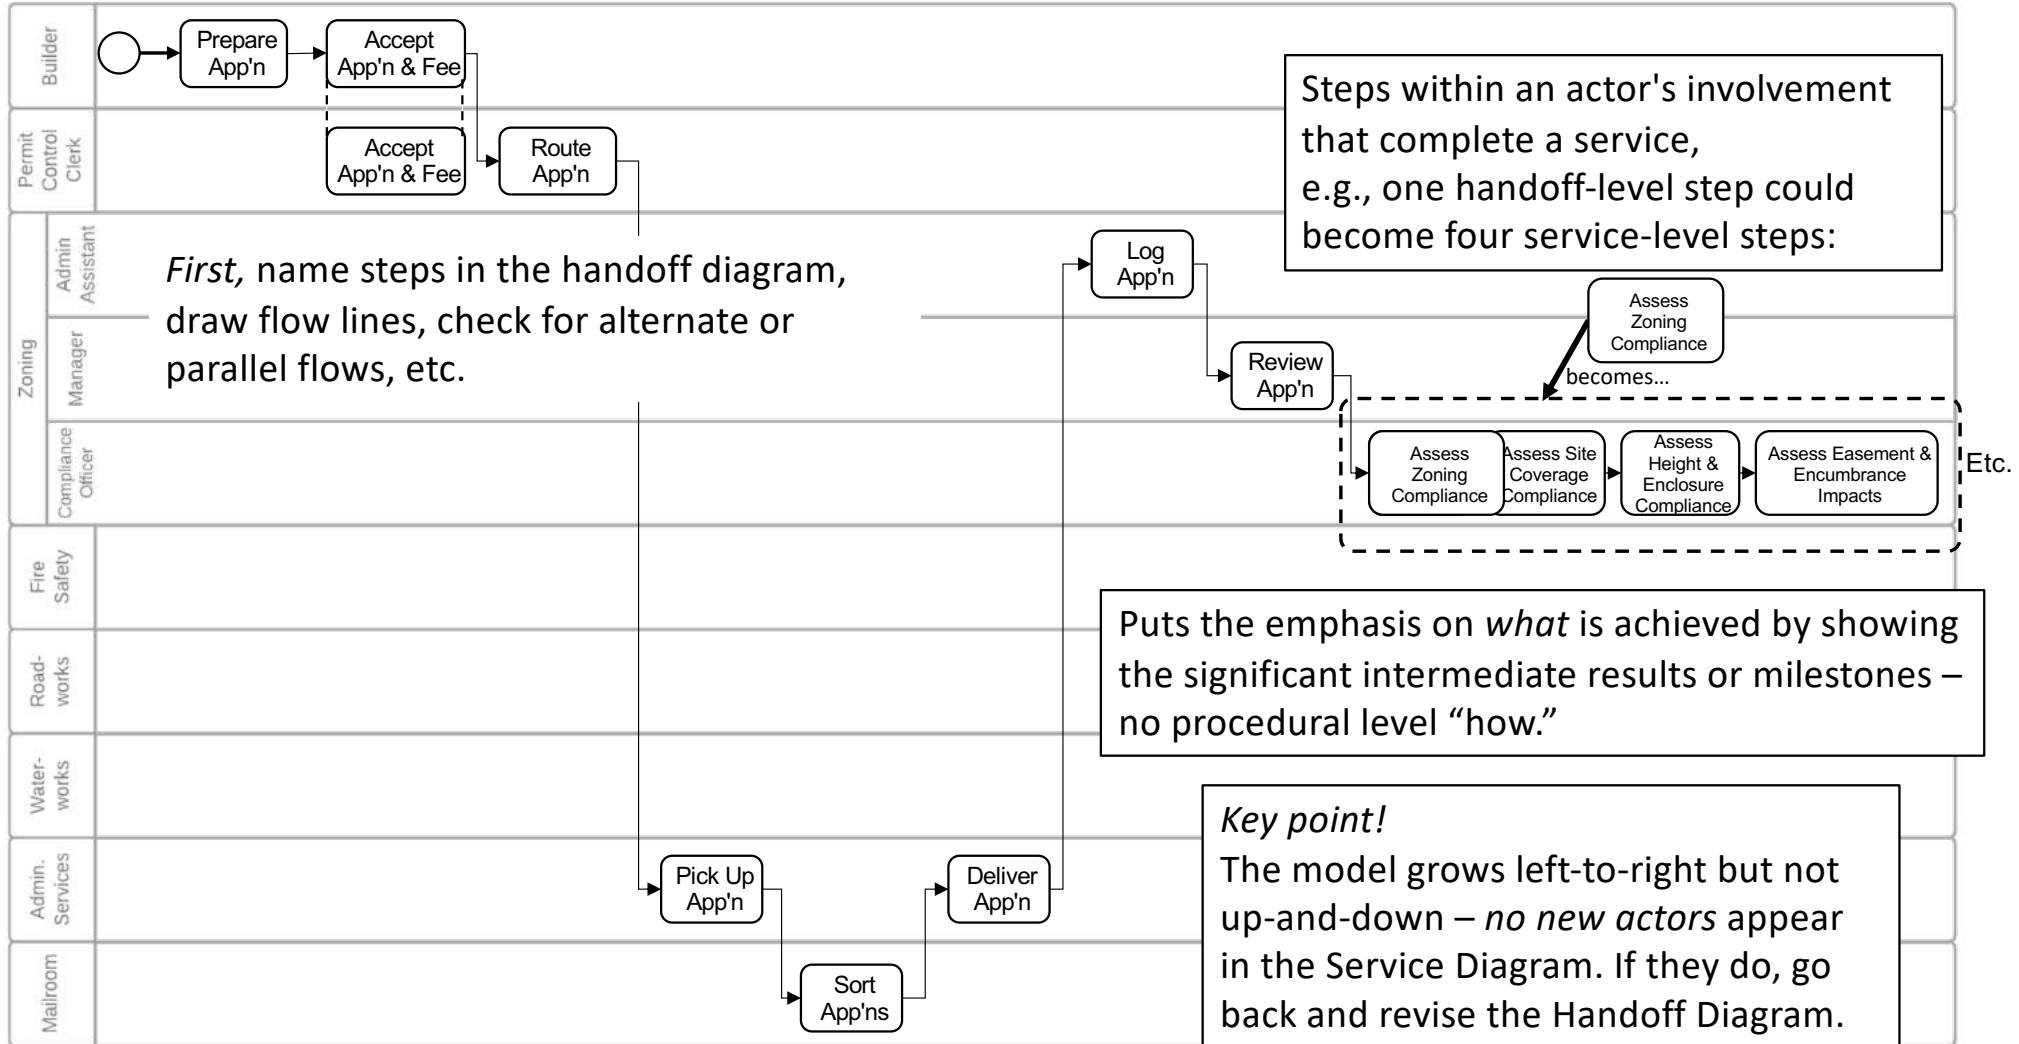 Builder
Prepare
App'n
Accept
App'n & Fee
Permit
Control
Clerk
Accept
App'n & Fee
Route
App'n
Steps within an actor's involvement
that complete a service,
e.g., one handoff-level step could
become four service-level steps:
Zoning
Admin
Assistant
First, name steps in the handoff diagram,
draw flow lines, check for alternate or
parallel flows, etc.
Log
App'n
Assess
Zoning
Compliance
becomes…
Manager
Review
App'n
Compliance
Officer
Assess
Zoning
Compliance
Assess Site
Coverage
Compliance
Assess
Height &
Enclosure
Compliance
Assess Easement &
Encumbrance
Impacts
Etc.
Fire
Safety
Road-
works
Puts the emphasis on what is achieved by showing
the significant intermediate results or milestones –
no procedural level “how.”
Water-
works
Admin.
Services
Pick Up
App'n
Deliver
App'n
Key point!
The model grows left-to-right but not
up-and-down – no new actors appear
in the Service Diagram. If they do, go
back and revise the Handoff Diagram.
Mailroom
Sort
App'ns